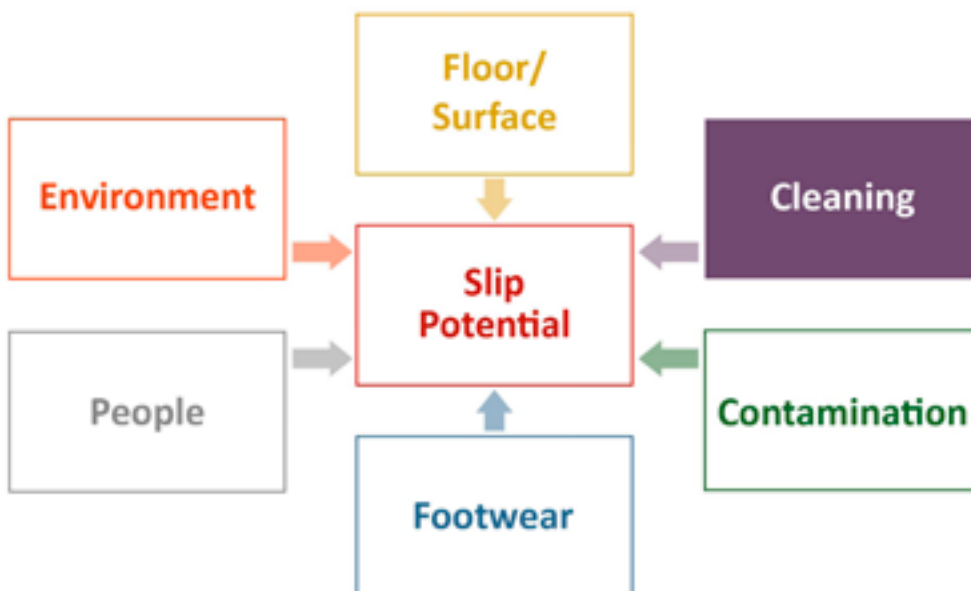 Floor/
Surface
Environment
Cleaning
Slip
Potential
People
Contamination
Footwear